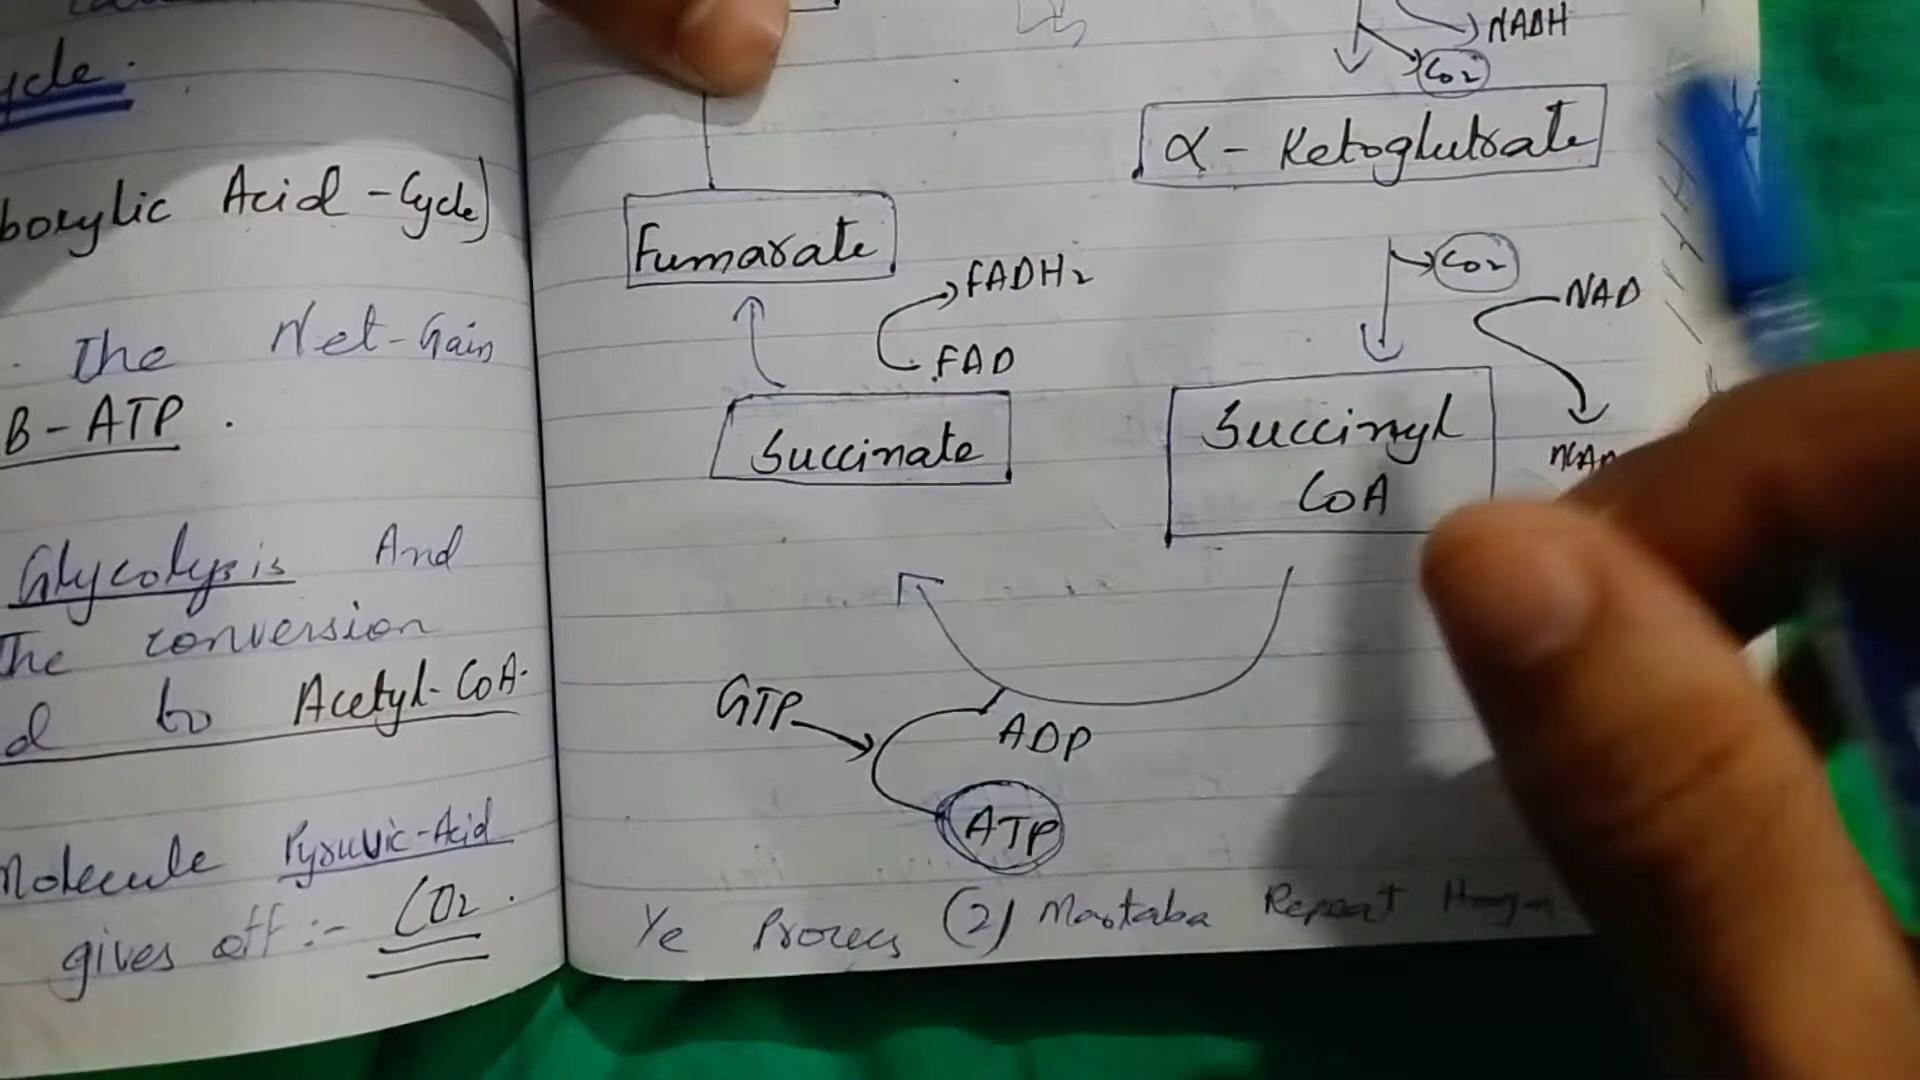 ycle.
boxylic Acid-Cycle)
. The Net-Gain
B-ATP.
Glycolysis And
The conversion
d to Acetyl-CoA.
Molecule Pyruvic-Acid
gives off:- CO2.
NADH
CO2
α - Ketoglutrate
Fumarate
CO2
FADH2
NAD
FAD
Succinate
Succinyl
CoA
GTP
ADP
ATP
Ye Process (2) Martaba Repeat Hoga